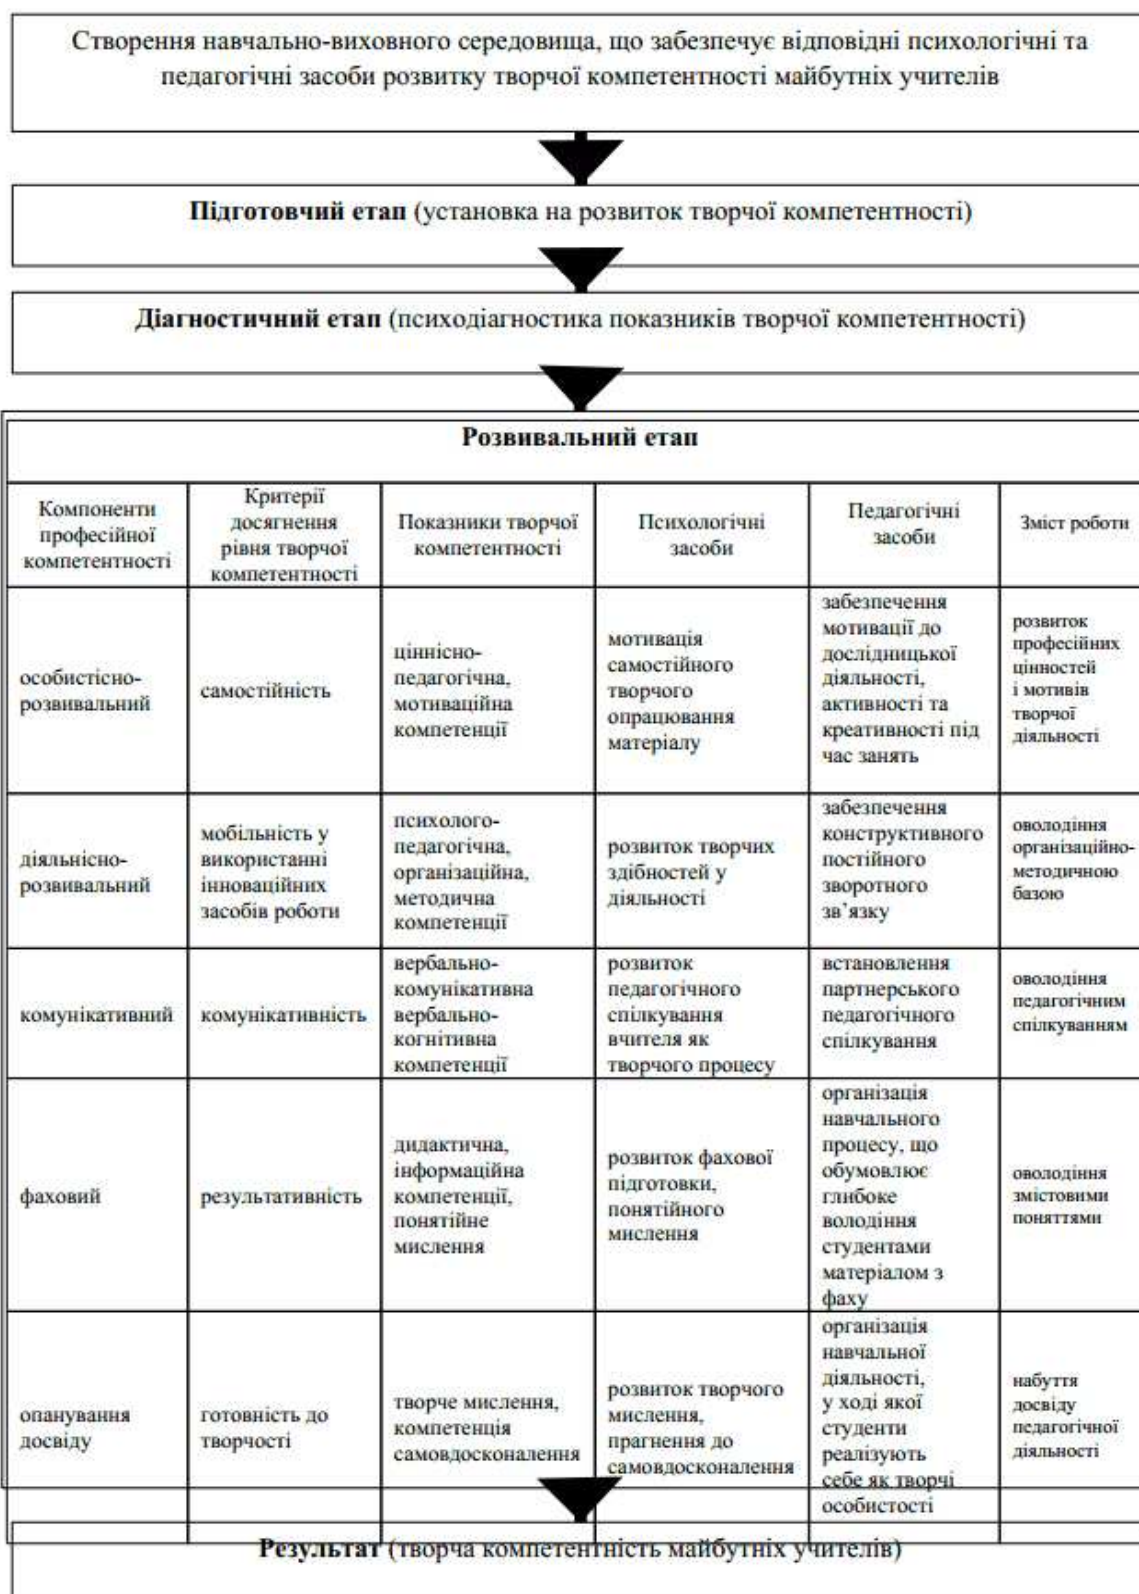 Створення навчально-виховного середовища, що забезпечує відповідні психологічні та
педагогічні засоби розвитку творчої компетентності майбутніх учителів
Підготовчий етап (установка на розвиток творчої компетентності)
Діагностичний етап (психодіагностика показників творчої компетентності)
Розвивальний етап
Компоненти
професійної
компетентності
Критерії
досягнення
рівня творчої
компетентності
Показники творчої
компетентності
Психологічні
засоби
Педагогічні
засоби
Зміст роботи
особистісно-
розвивальний
самостійність
ціннісно-
педагогічна,
мотиваційна
компетенції
мотивація
самостійного
творчого
опрацювання
матеріалу
забезпечення
мотивації до
дослідницької
діяльності,
активності та
креативності під
час занять
розвиток
професійних
цінностей
і мотивів
творчої
діяльності
діяльнісно-
розвивальний
мобільність у
використанні
інноваційних
засобів роботи
психолого-
педагогічна,
організаційна,
методична
компетенції
розвиток творчих
здібностей у
діяльності
забезпечення
конструктивного
постійного
зворотного
зв’язку
оволодіння
організаційно-
методичною
базою
комунікативний
комунікативність
вербально-
комунікативна
вербально-
когнітивна
компетенції
розвиток
педагогічного
спілкування
вчителя як
творчого процесу
встановлення
партнерського
педагогічного
спілкування
оволодіння
педагогічним
спілкуванням
фаховий
результативність
дидактична,
інформаційна
компетенції,
понятійне
мислення
розвиток фахової
підготовки,
понятійного
мислення
організація
навчального
процесу, що
обумовлює
глибоке
володіння
студентами
матеріалом з
фаху
оволодіння
змістовими
поняттями
опанування
досвіду
готовність до
творчості
творче мислення,
компетенція
самовдосконалення
розвиток творчого
мислення,
прагнення до
самовдосконалення
організація
навчальної
діяльності,
у ході якої
студенти
реалізують
себе як творчі
особистості
набуття
досвіду
педагогічної
діяльності
Результат (творча компетентність майбутніх учителів)